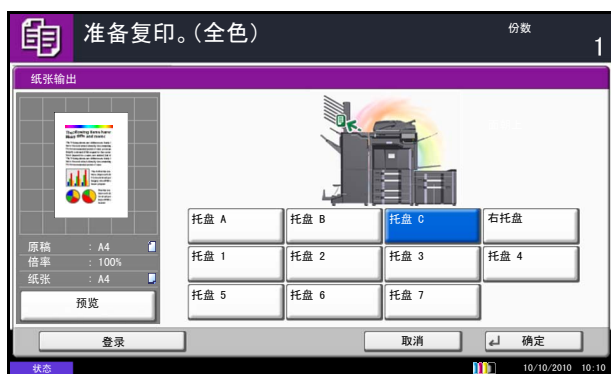 准备复印。(全色)
份数
1
纸张输出
原稿 : A4
倍率 : 100%
纸张 : A4
预览
托盘 A
托盘 B
托盘 C
右托盘
托盘 1
托盘 2
托盘 3
托盘 4
托盘 5
托盘 6
托盘 7
登录
取消
确定
状态
10/10/2010 10:10